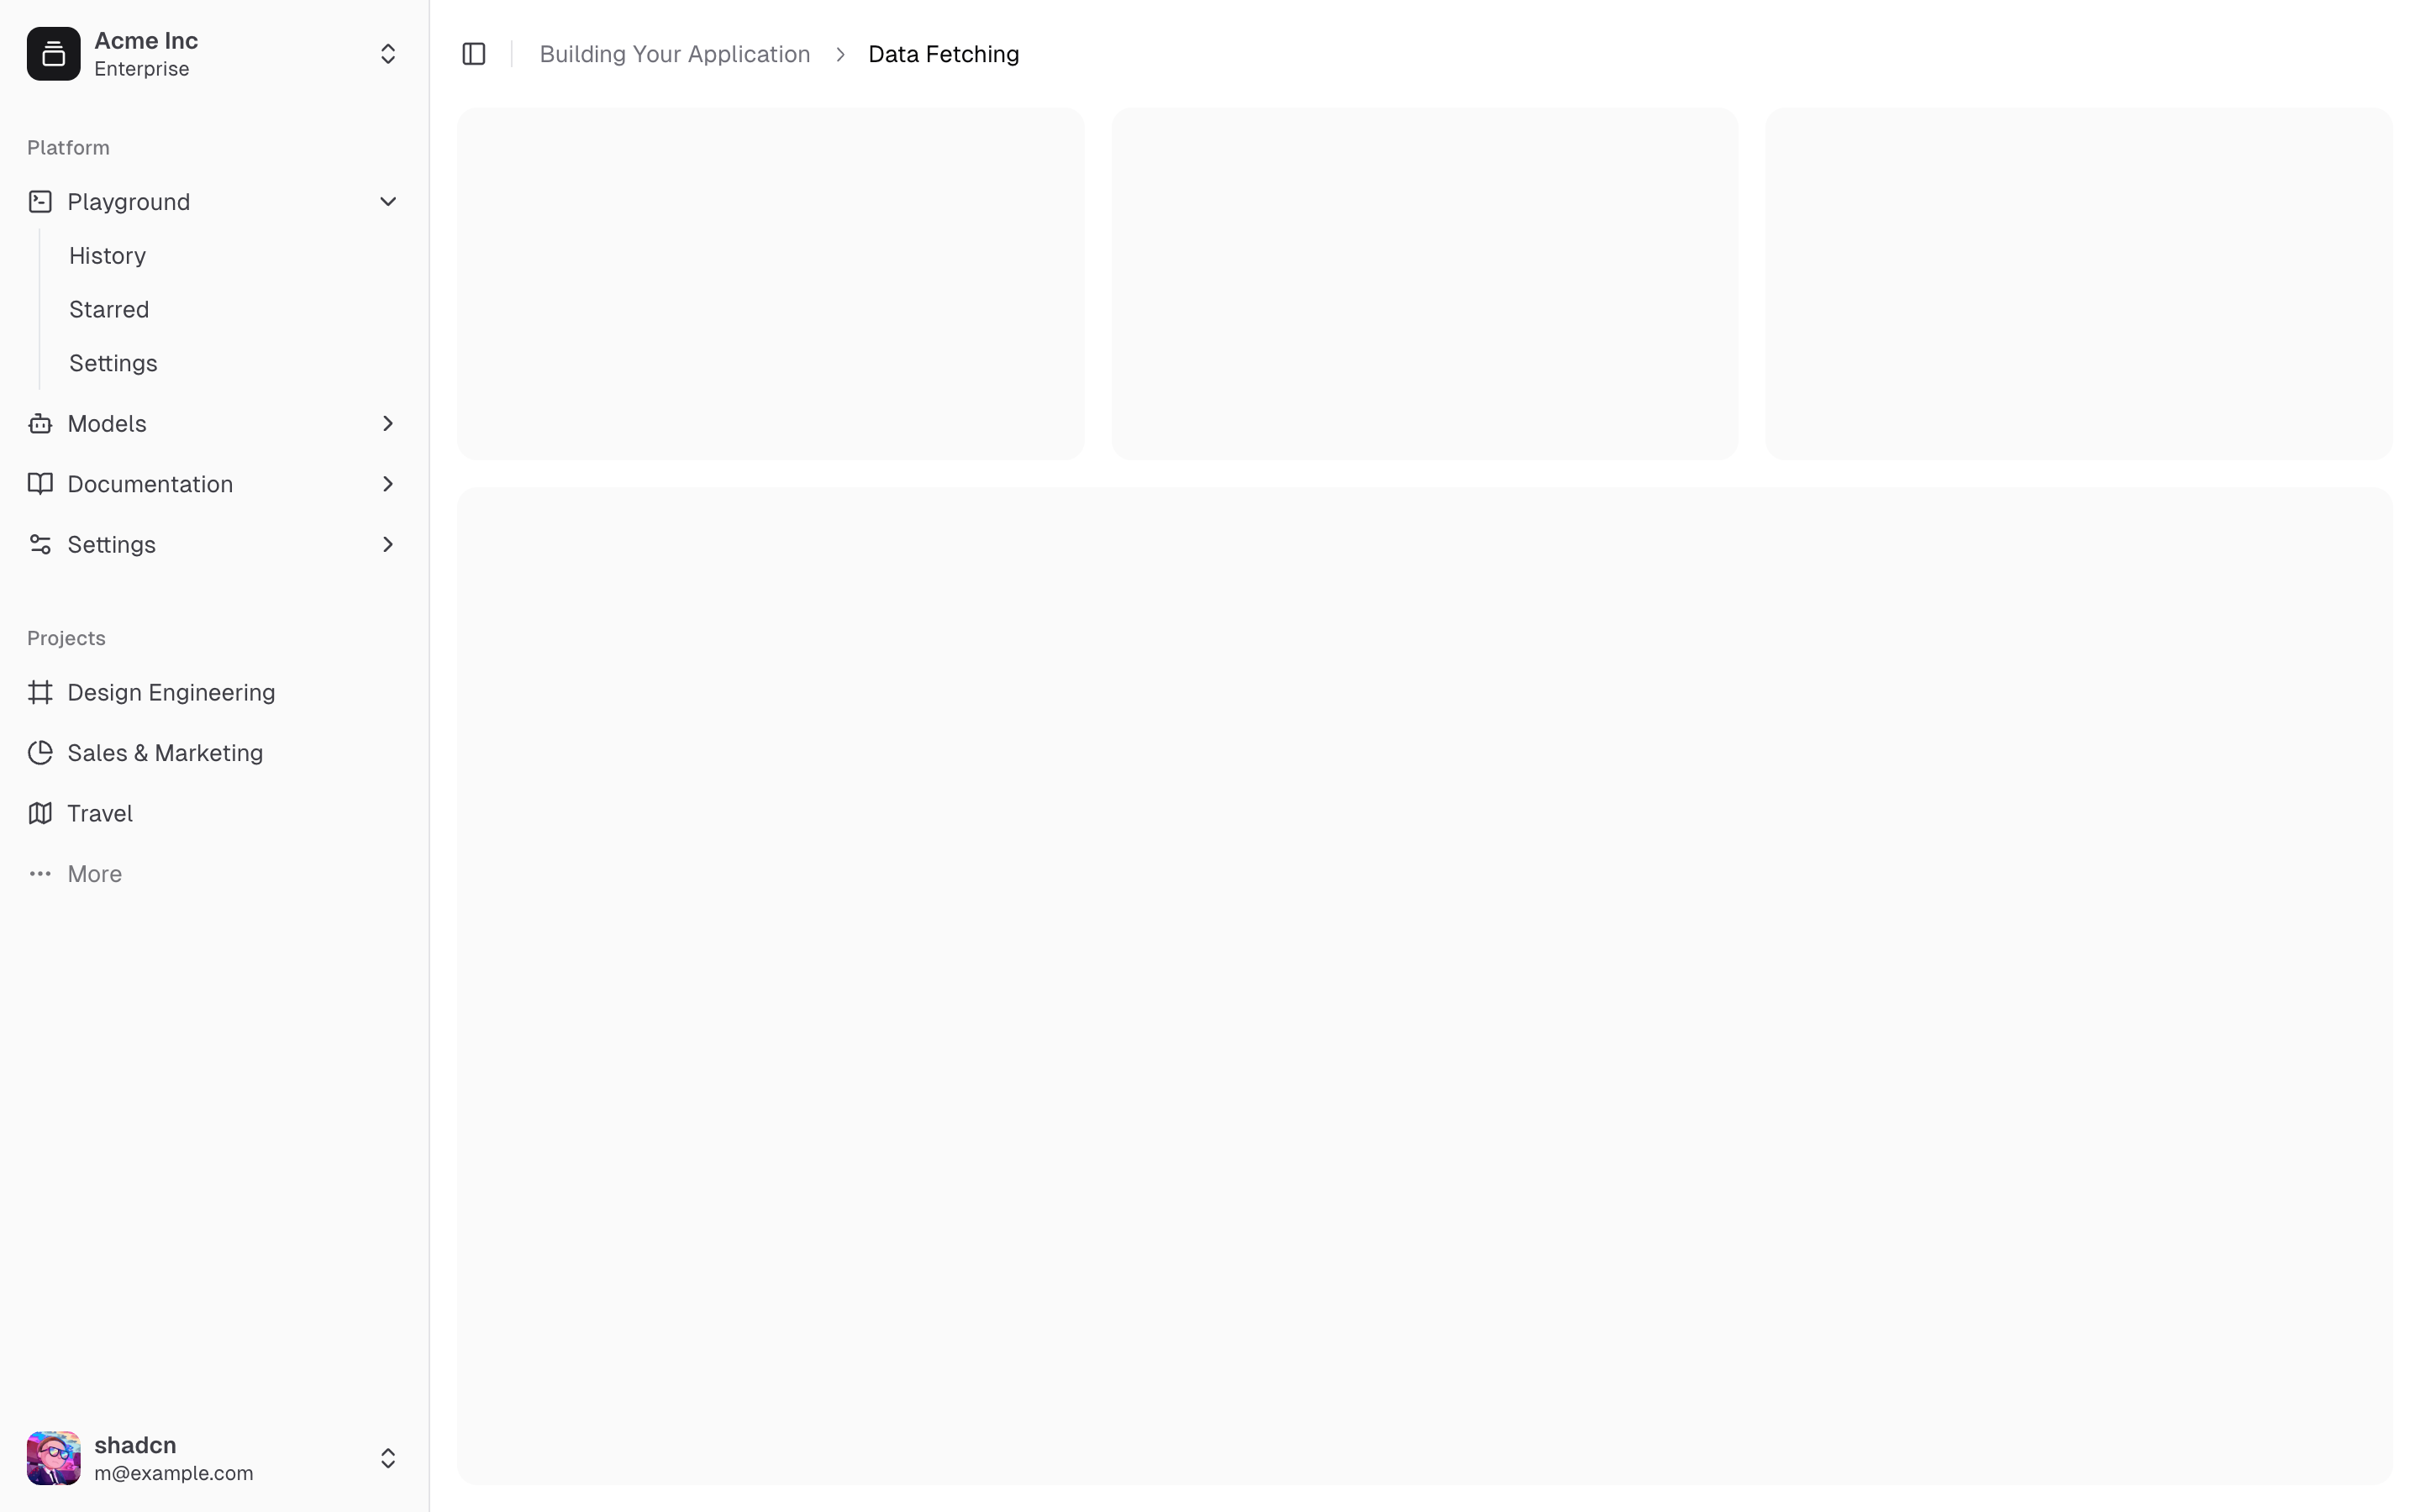 Acme Inc
Enterprise
Platform
Playground
History
Starred
Settings
Models
Documentation
Settings
Projects
Design Engineering
Sales & Marketing
Travel
More
shadcn
m@example.com
Building Your Application
Data Fetching